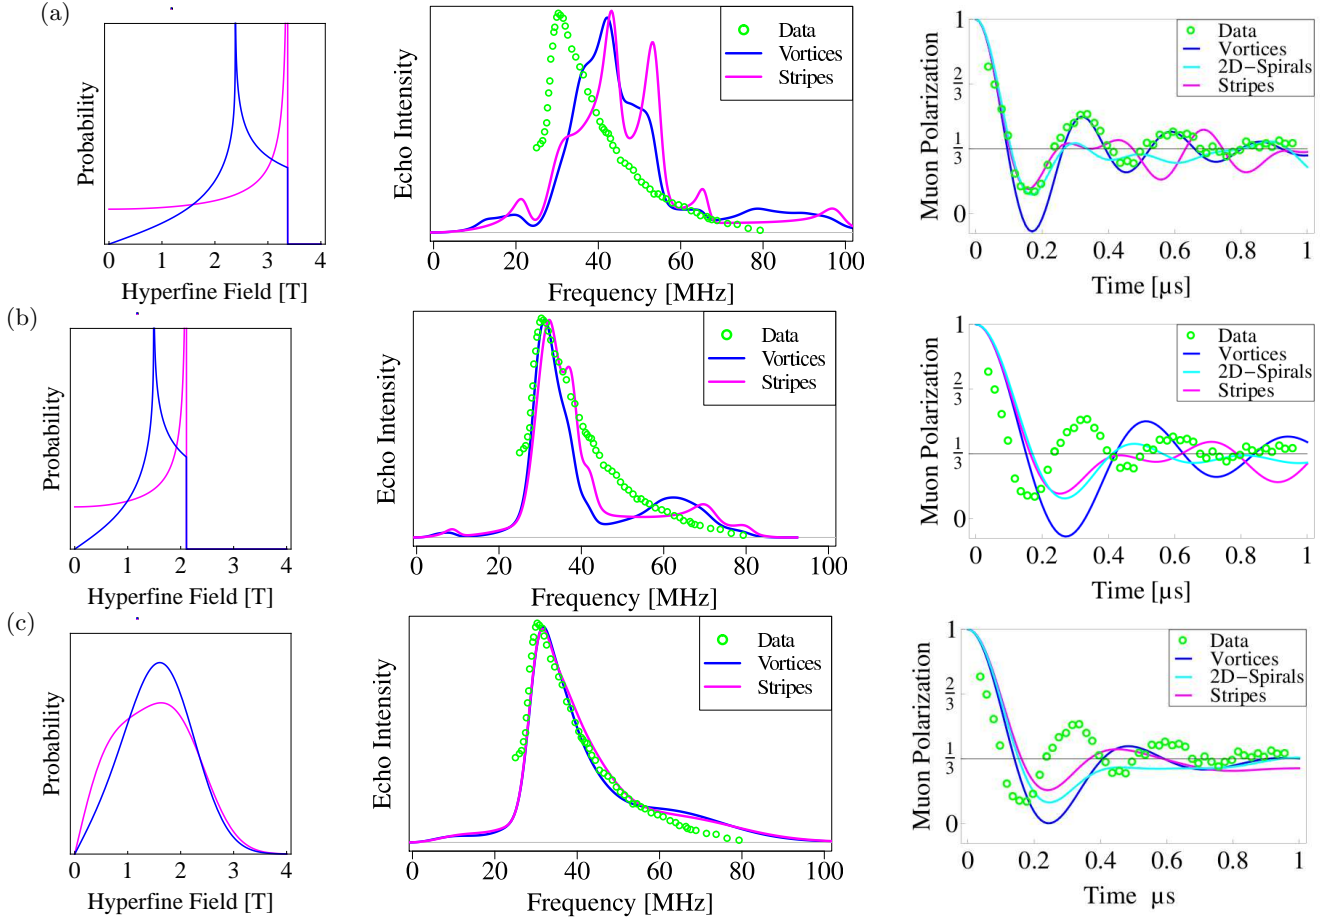 (a)
Probability
0 1 2 3 4
Hyperfine Field [T]
Echo Intensity
Data
Vortices
Stripes
0 20 40 60 80 100
Frequency [MHz]
Muon Polarization
1
2/3
1/3
0
Data
Vortices
2D-Spirals
Stripes
0 0.2 0.4 0.6 0.8 1
Time [µs]
(b)
Probability
0 1 2 3 4
Hyperfine Field [T]
Echo Intensity
Data
Vortices
Stripes
0 20 40 60 80 100
Frequency [MHz]
Muon Polarization
1
2/3
1/3
0
Data
Vortices
2D-Spirals
Stripes
0 0.2 0.4 0.6 0.8 1
Time [µs]
(c)
Probability
0 1 2 3 4
Hyperfine Field [T]
Echo Intensity
Data
Vortices
Stripes
0 20 40 60 80 100
Frequency [MHz]
Muon Polarization
1
2/3
1/3
0
Data
Vortices
2D-Spirals
Stripes
0 0.2 0.4 0.6 0.8 1
Time µs